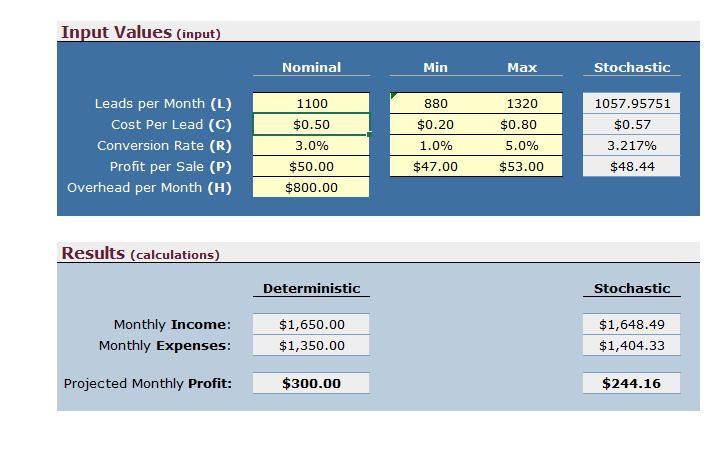 Input Values (input)
Nominal Min Max Stochastic
Leads per Month (L) 1100 880 1320 1057.95751
Cost Per Lead (C) $0.50 $0.20 $0.80 $0.57
Conversion Rate (R) 3.0% 1.0% 5.0% 3.217%
Profit per Sale (P) $50.00 $47.00 $53.00 $48.44
Overhead per Month (H) $800.00
Results (calculations)
Deterministic Stochastic
Monthly Income: $1,650.00 $1,648.49
Monthly Expenses: $1,350.00 $1,404.33
Projected Monthly Profit: $300.00 $244.16